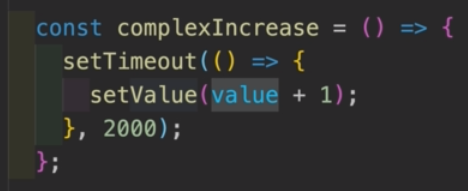 const complexIncrease = () => {
setTimeout(() => {
setValue(value + 1);
}, 2000);
};